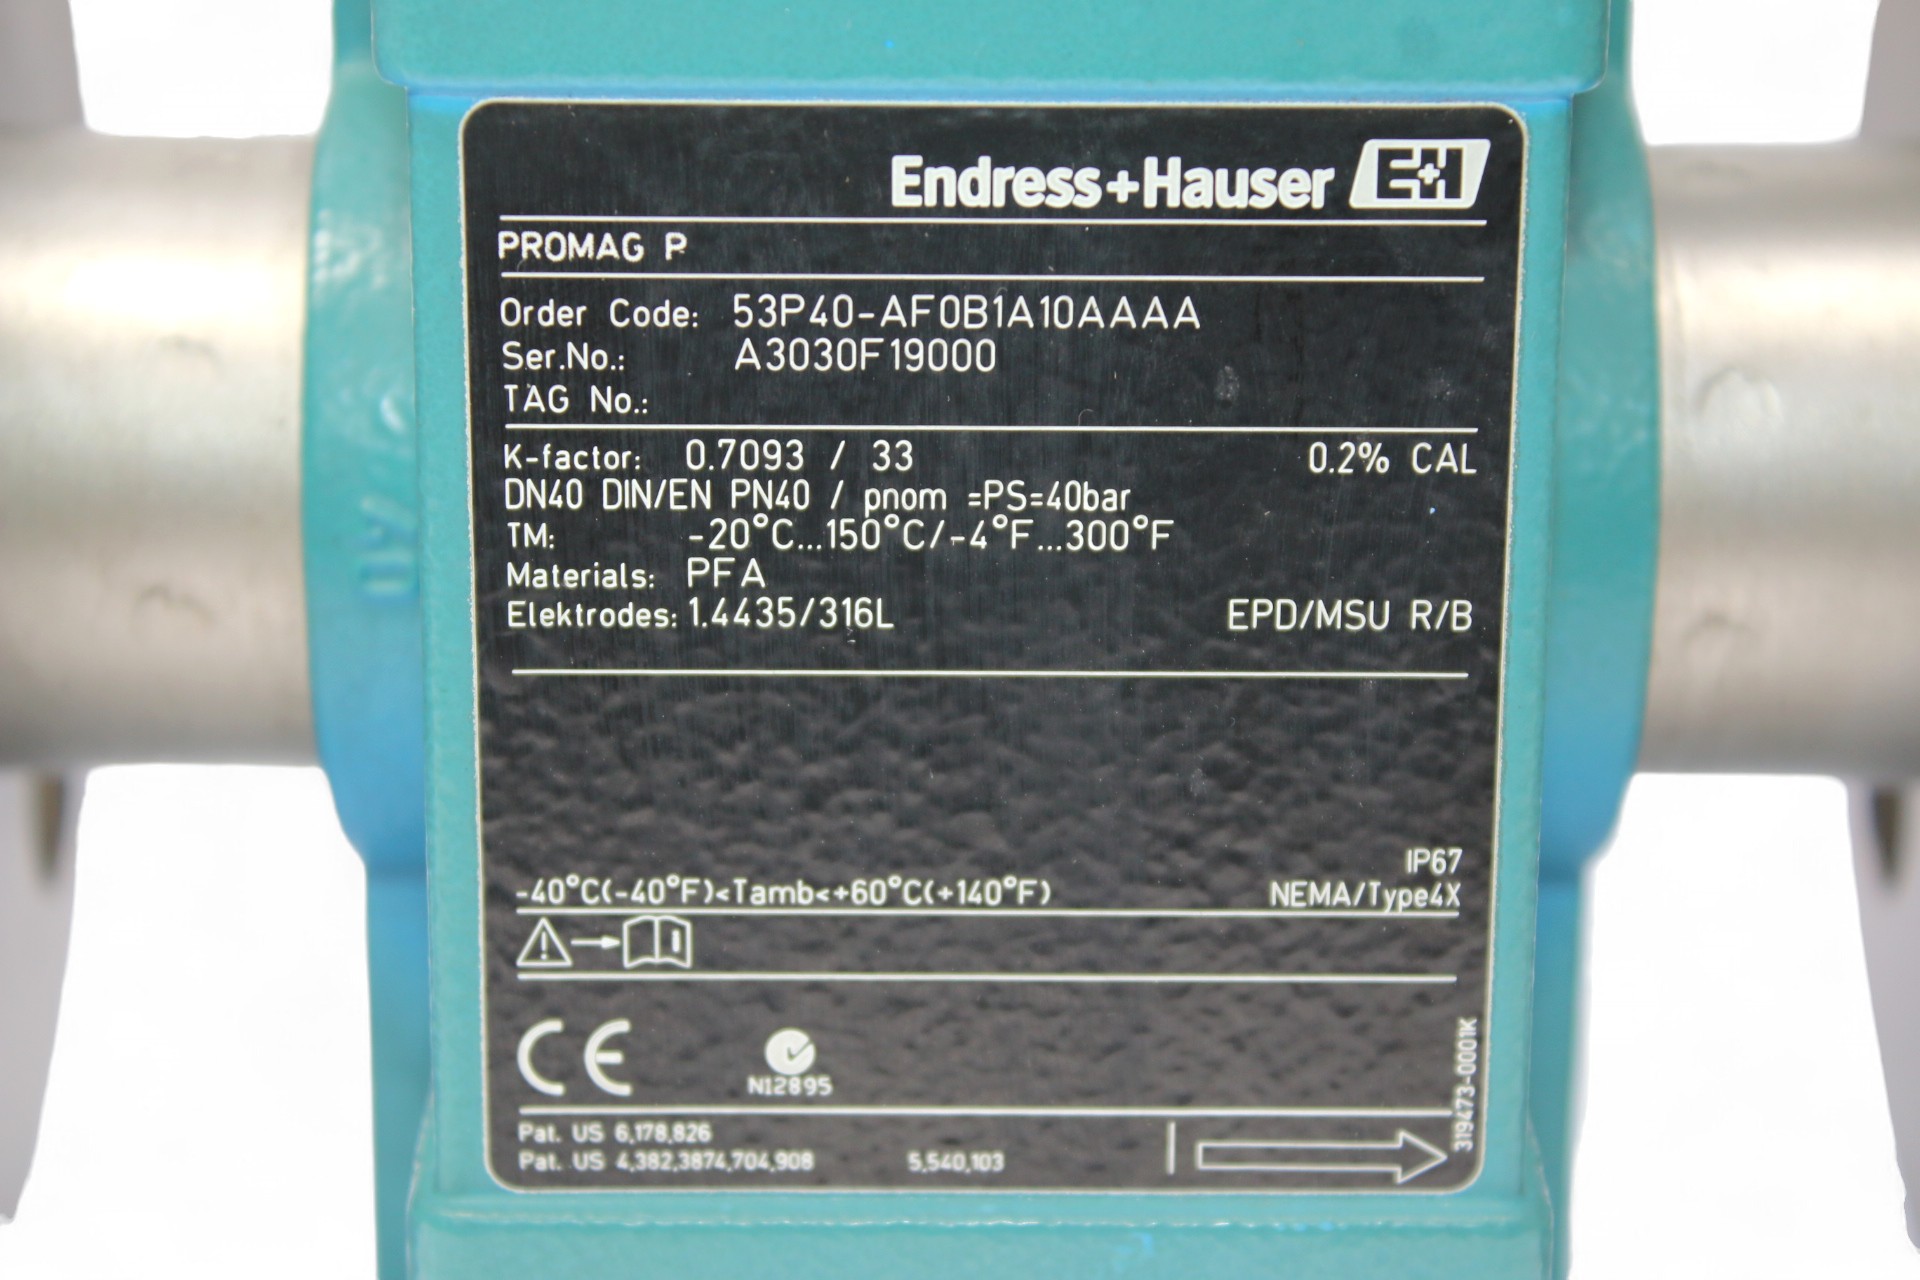 Endress+Hauser E+H
PROMAG P
Order Code: 53P40-AF0B1A10AAAA
Ser.No.: A3030F19000
TAG No.:
K-factor: 0.7093 / 33 0.2% CAL
DN40 DIN/EN PN40 / pnom =PS=40bar
TM: -20°C...150°C/-4°F...300°F
Materials: PFA
Elektrodes: 1.4435/316L EPD/MSU R/B
IP67
-40°C(-40°F)<Tamb<+60°C(+140°F) NEMA/Type4X
CE
N12895
319473-0001K
Pat. US 6,178,826
Pat. US 4,382,3874,704,908 5,540,103